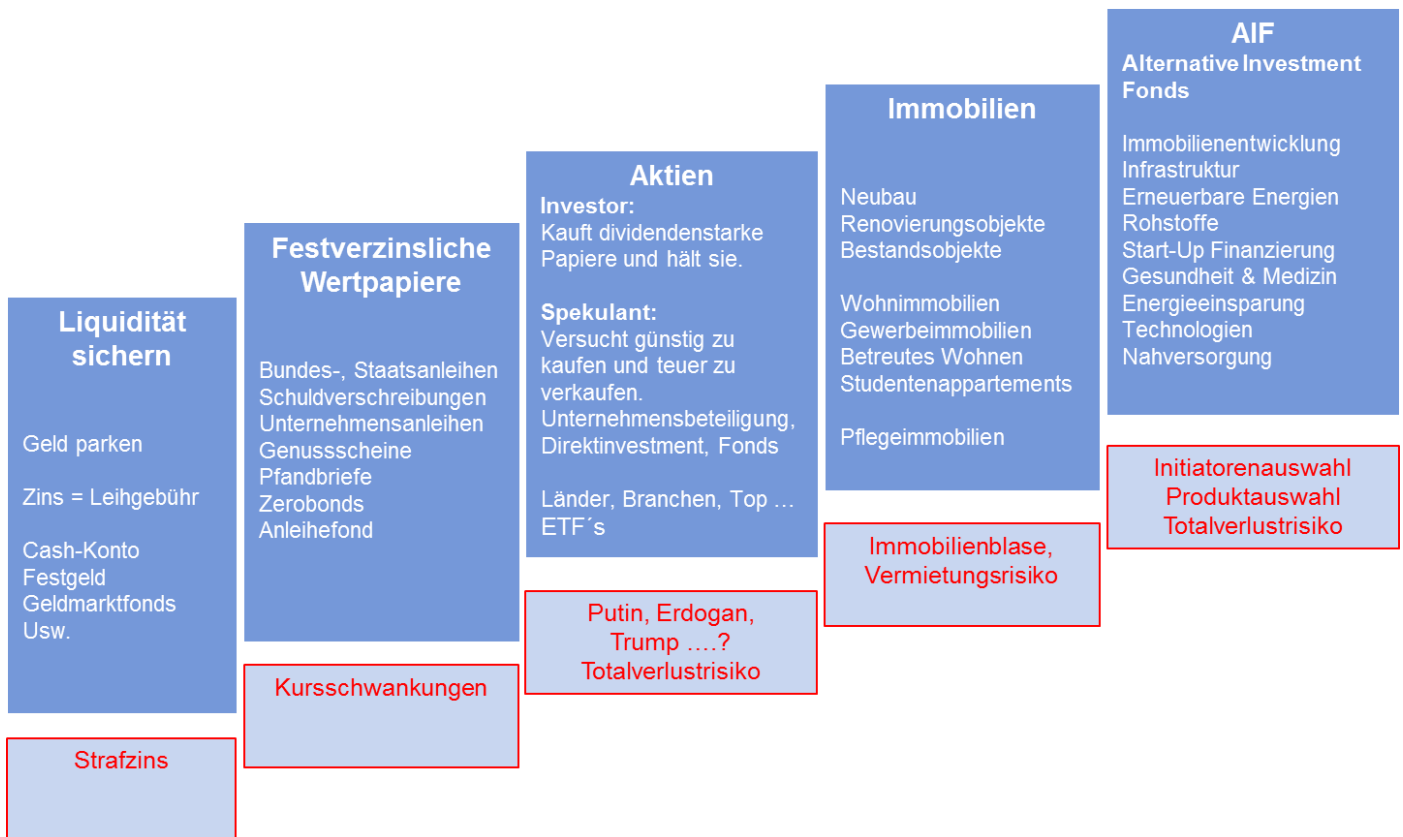 Liquidität
sichern
Geld parken
Zins = Leihgebühr
Cash-Konto
Festgeld
Geldmarktfonds
Usw.
Strafzins
Festverzinsliche
Wertpapiere
Bundes-, Staatsanleihen
Schuldverschreibungen
Unternehmensanleihen
Genussscheine
Pfandbriefe
Zerobonds
Anleihefond
Kursschwankungen
Aktien
Investor:
Kauft dividendenstarke
Papiere und hält sie.
Spekulant:
Versucht günstig zu
kaufen und teuer zu
verkaufen.
Unternehmensbeteiligung,
Direktinvestment, Fonds
Länder, Branchen, Top …
ETF´s
Putin, Erdogan,
Trump ….?
Totalverlustrisiko
Immobilien
Neubau
Renovierungsobjekte
Bestandsobjekte
Wohnimmobilien
Gewerbeimmobilien
Betreutes Wohnen
Studentenappartements
Pflegeimmobilien
Immobilienblase,
Vermietungsrisiko
AIF
Alternative Investment
Fonds
Immobilienentwicklung
Infrastruktur
Erneuerbare Energien
Rohstoffe
Start-Up Finanzierung
Gesundheit & Medizin
Energieeinsparung
Technologien
Nahversorgung
Initiatorenauswahl
Produktauswahl
Totalverlustrisiko